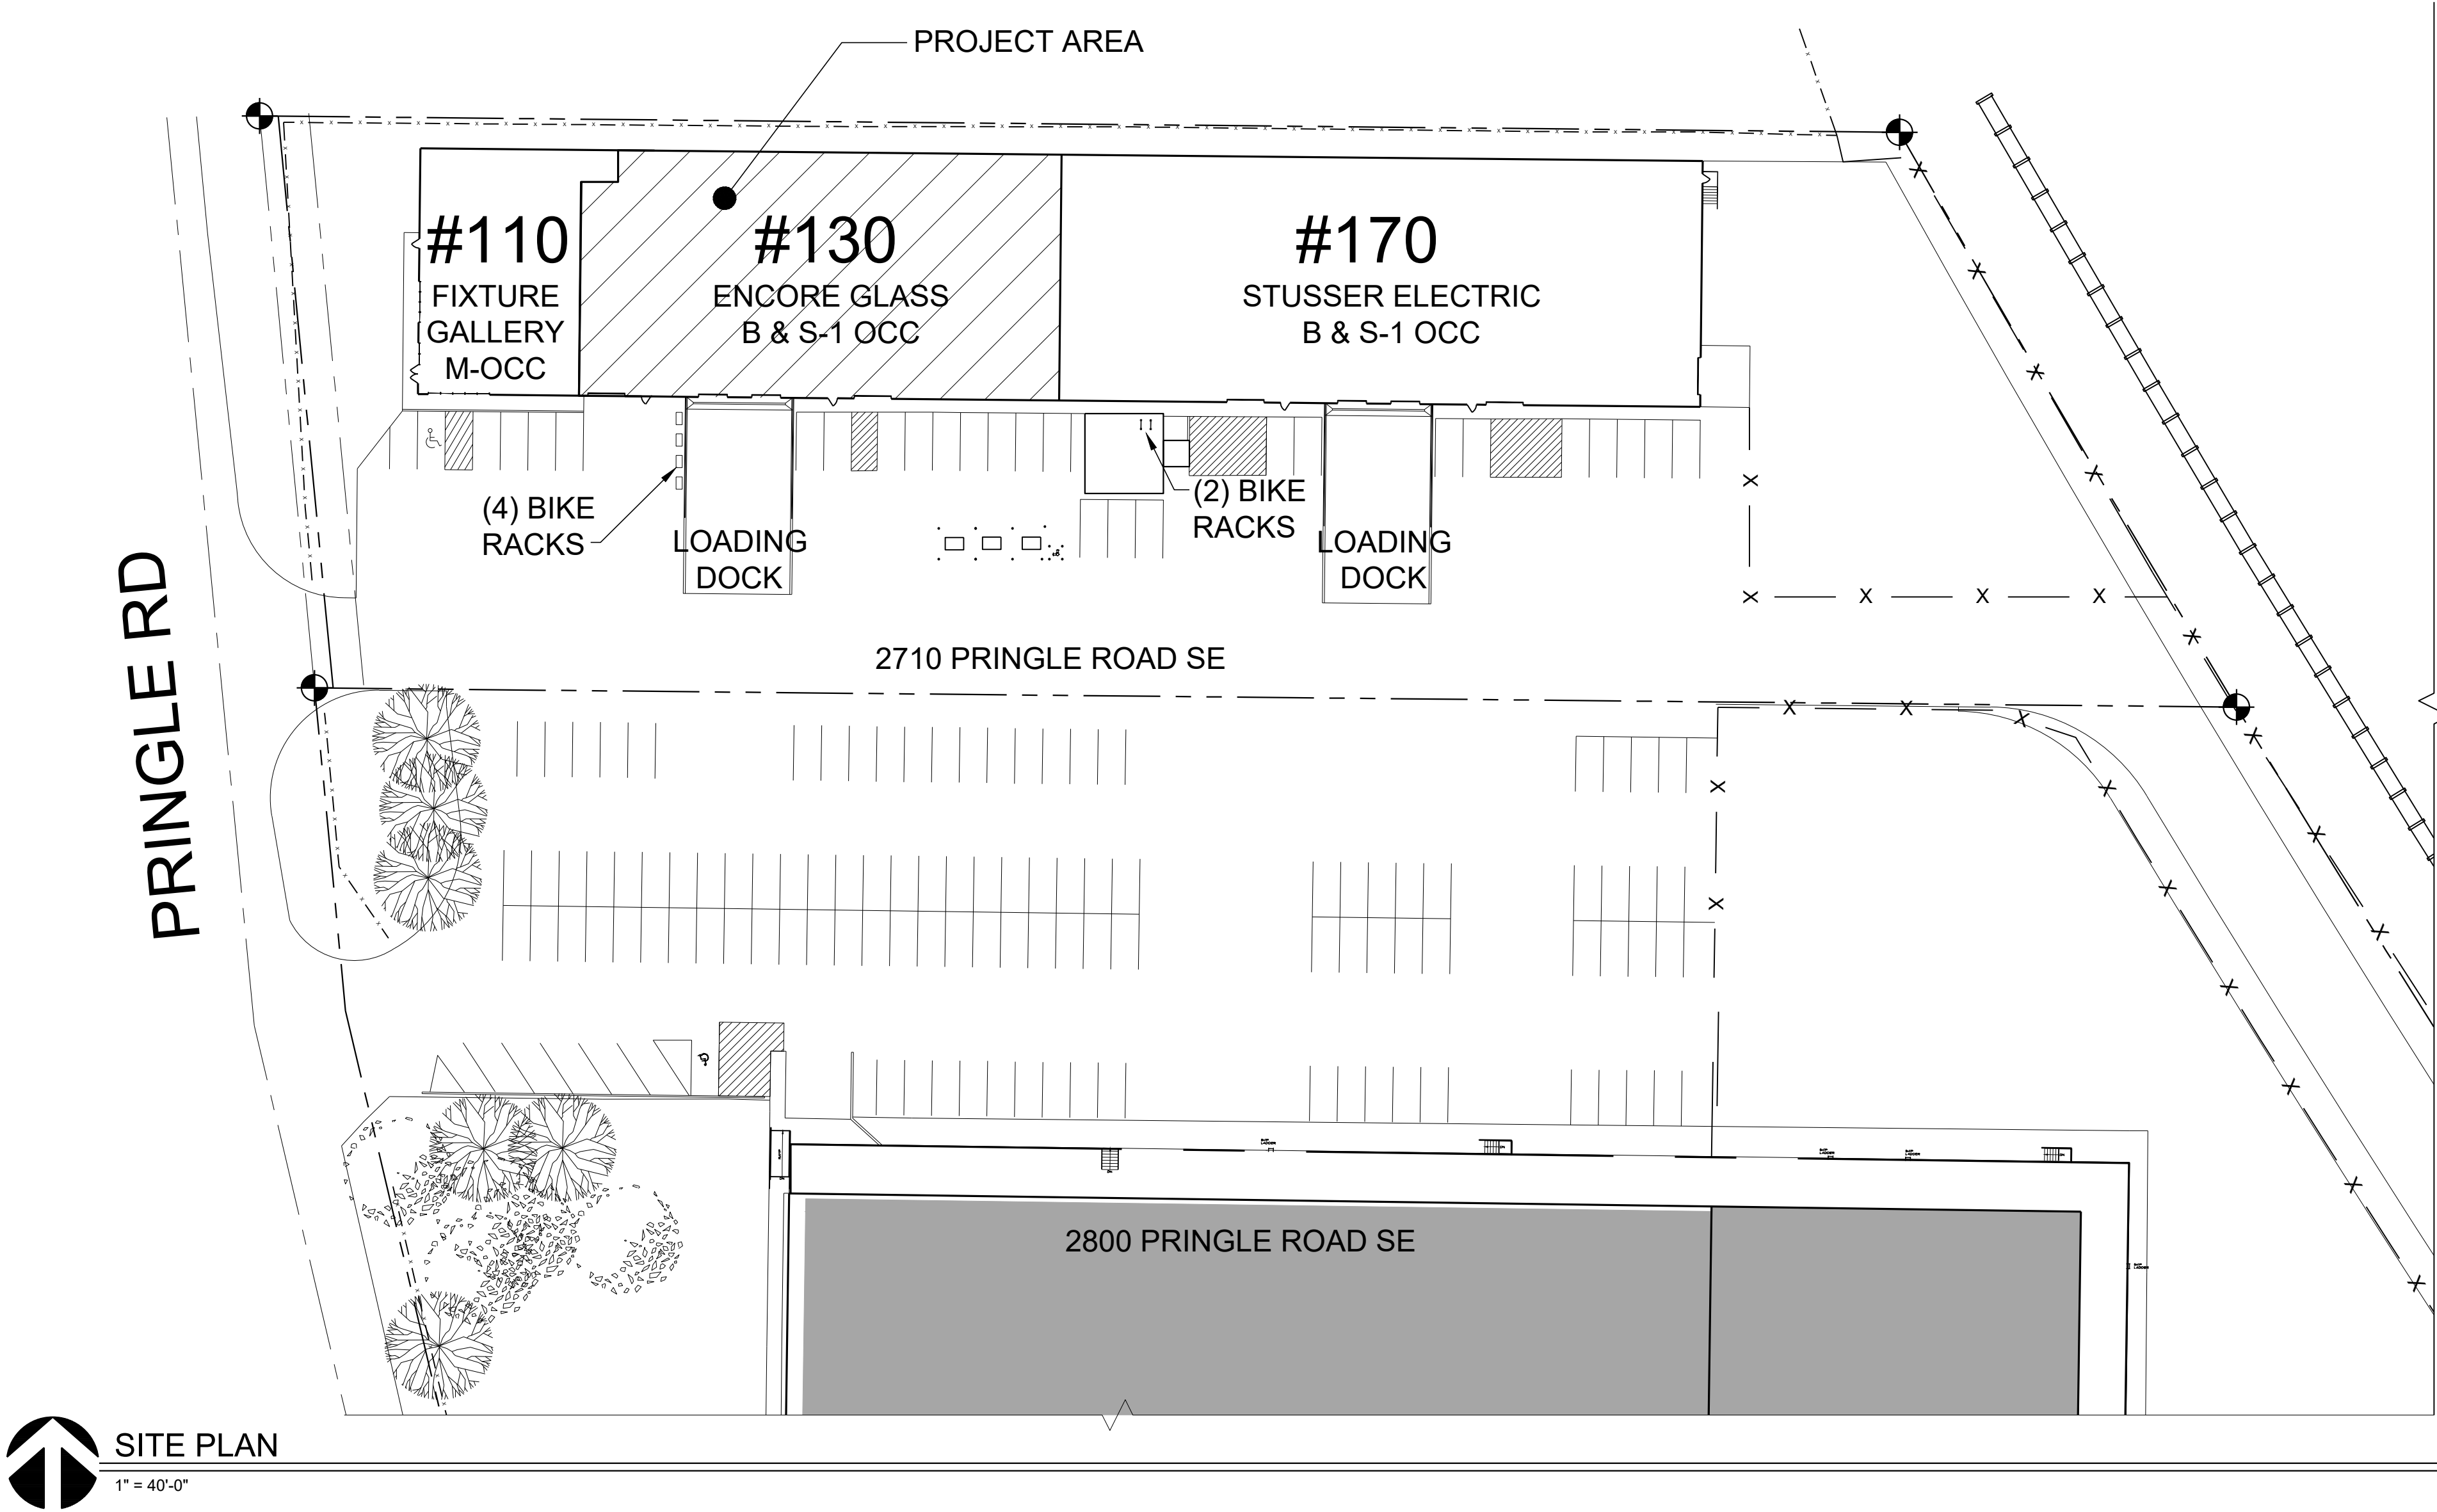 PROJECT AREA
#110
FIXTURE
GALLERY
M-OCC
#130
ENCORE GLASS
B & S-1 OCC
#170
STUSSER ELECTRIC
B & S-1 OCC
(4) BIKE
RACKS
LOADING
DOCK
(2) BIKE
RACKS
LOADING
DOCK
PRINGLE RD
2710 PRINGLE ROAD SE
2800 PRINGLE ROAD SE
SITE PLAN
1" = 40'-0"